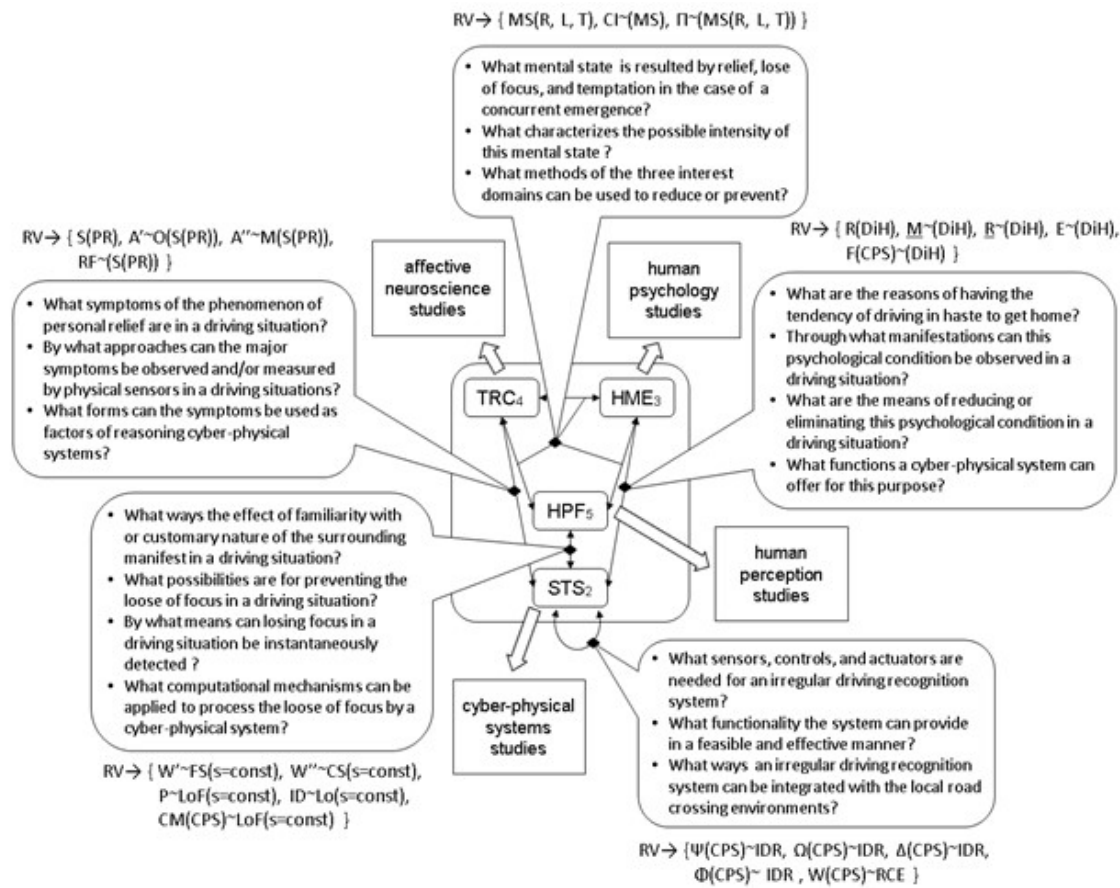 RV→ { MS(R, L, T), CI~(MS), Π~(MS(R, L, T)) }
• What mental state is resulted by relief, lose
of focus, and temptation in the case of a
concurrent emergence?
• What characterizes the possible intensity of
this mental state ?
• What methods of the three interest
domains can be used to reduce or prevent?
RV→ { S(PR), A'~O(S(PR)), A''~M(S(PR)),
RF~(S(PR)) }
• What symptoms of the phenomenon of
personal relief are in a driving situation?
• By what approaches can the major
symptoms be observed and/or measured
by physical sensors in a driving situations?
• What forms can the symptoms be used as
factors of reasoning cyber-physical
systems?
affective
neuroscience
studies
human
psychology
studies
RV→ { R(DiH), M~(DiH), R~(DiH), E~(DiH),
F(CPS)~(DiH) }
• What are the reasons of having the
tendency of driving in haste to get home?
• Through what manifestations can this
psychological condition be observed in a
driving situation?
• What are the means of reducing or
eliminating this psychological condition in a
driving situation?
• What functions a cyber-physical system can
offer for this purpose?
TRC4
HME3
HPF5
STS2
• What ways the effect of familiarity with
or customary nature of the surrounding
manifest in a driving situation?
• What possibilities are for preventing the
loose of focus in a driving situation?
• By what means can losing focus in a
driving situation be instantaneously
detected ?
• What computational mechanisms can be
applied to process the loose of focus by a
cyber-physical system?
RV→ { W'~FS(s=const), W''~CS(s=const),
P~LoF(s=const), ID~Lo(s=const),
CM(CPS)~LoF(s=const) }
human
perception
studies
cyber-physical
systems
studies
• What sensors, controls, and actuators are
needed for an irregular driving recognition
system?
• What functionality the system can provide
in a feasible and effective manner?
• What ways an irregular driving recognition
system can be integrated with the local road
crossing environments?
RV→ {Ψ(CPS)~IDR, Ω(CPS)~IDR, Δ(CPS)~IDR,
Φ(CPS)~ IDR , W(CPS)~RCE }